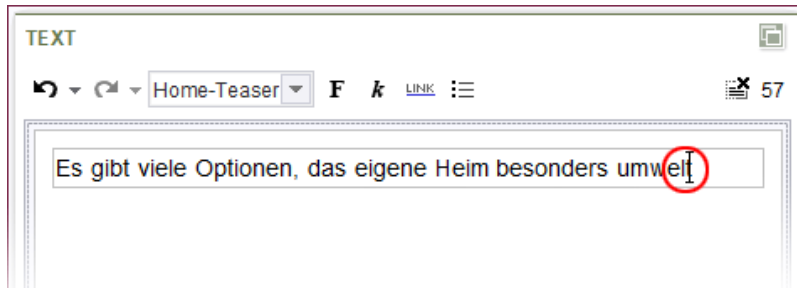 TEXT
Home-Teaser F k LINK 57
Es gibt viele Optionen, das eigene Heim besonders umwelt